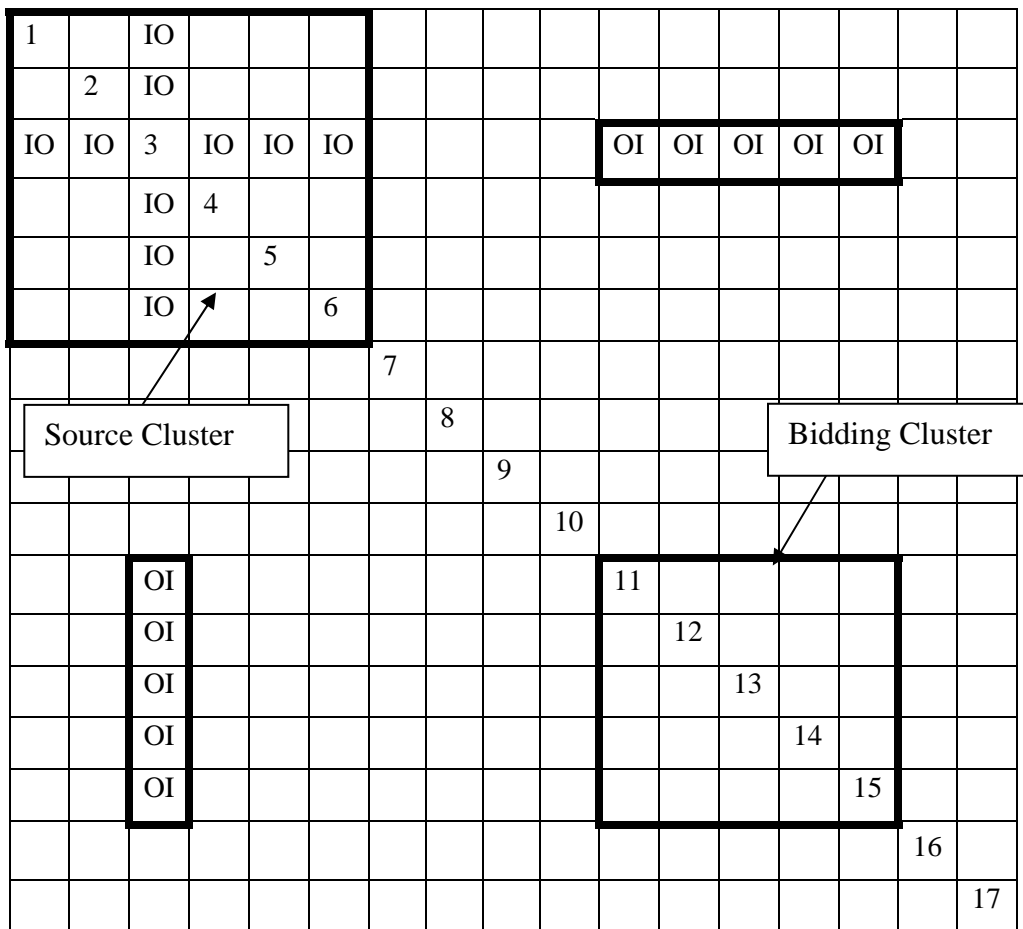 1 IO
2 IO
IO IO 3 IO IO IO OI OI OI OI OI
IO 4
IO 5
IO 6
7
8
Source Cluster Bidding Cluster
9
10
OI 11
OI 12
OI 13
OI 14
OI 15
16
17